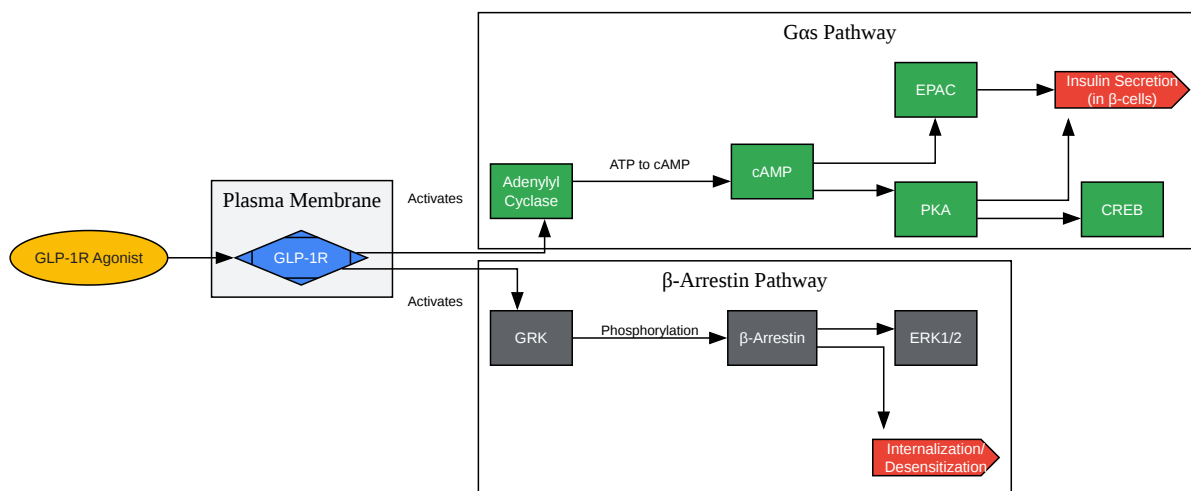 Gαs Pathway
EPAC
Insulin Secretion
(in β-cells)
ATP to cAMP
Adenylyl
Cyclase
cAMP
PKA
CREB
Activates
Plasma Membrane
GLP-1R Agonist
GLP-1R
Activates
β-Arrestin Pathway
GRK
Phosphorylation
β-Arrestin
ERK1/2
Internalization/
Desensitization